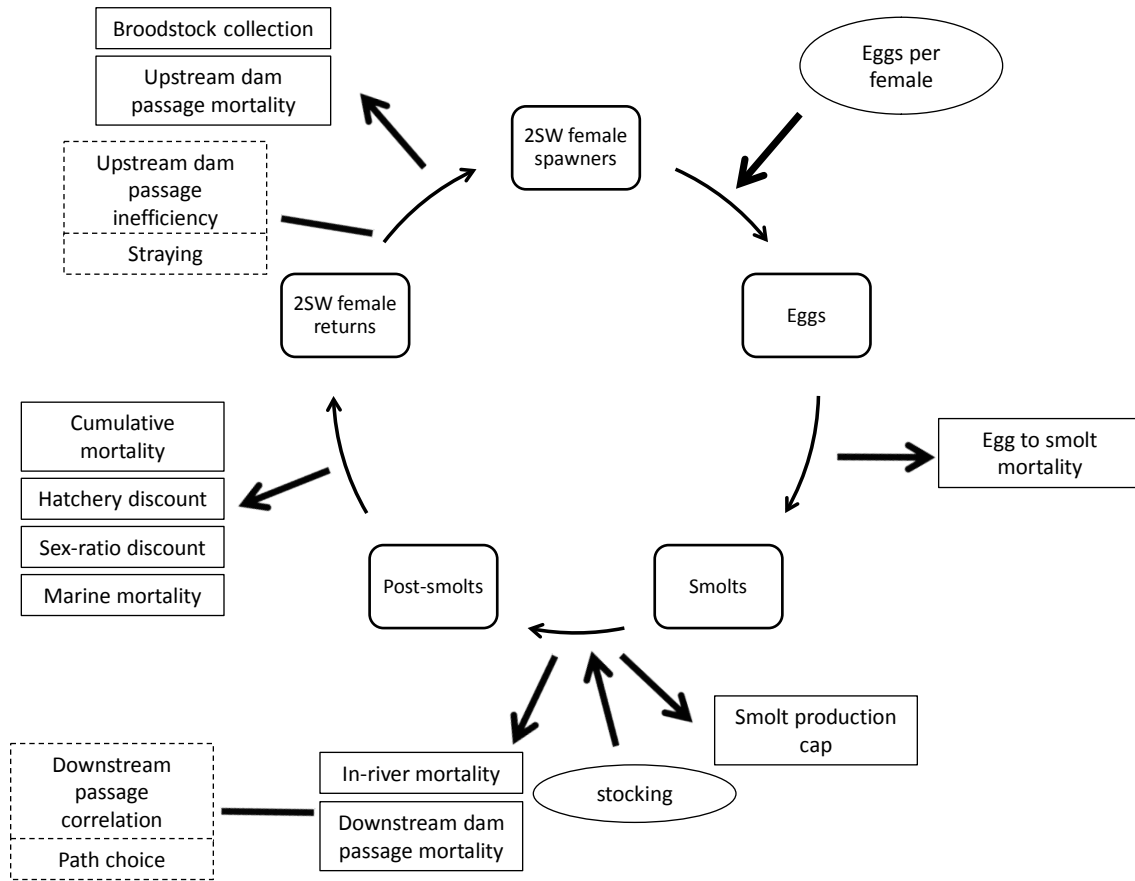 Broodstock collection
Upstream dam
passage mortality
Upstream dam
passage
inefficiency
Straying
2SW female
spawners
Eggs per
female
2SW female
returns
Eggs
Cumulative
mortality
Hatchery discount
Sex-ratio discount
Marine mortality
Egg to smolt
mortality
Post-smolts
Smolts
Smolt production
cap
stocking
In-river mortality
Downstream dam
passage mortality
Downstream
passage
correlation
Path choice